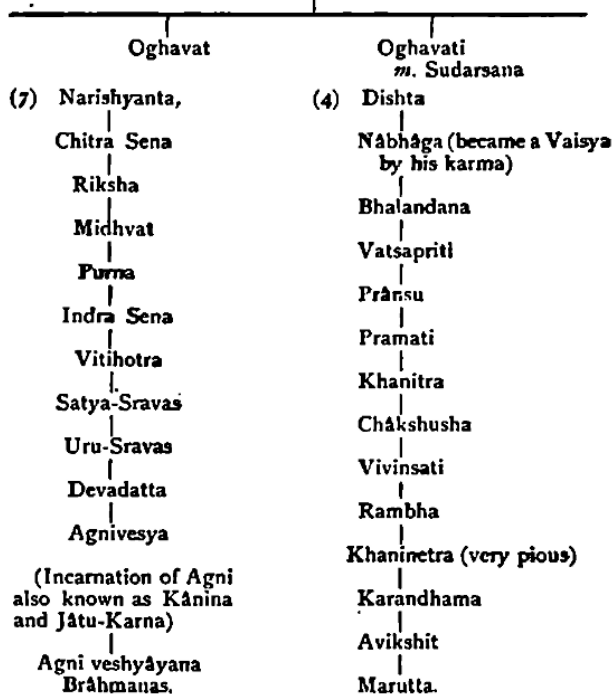 Oghavat
Oghavati
m. Sudarsana
(7) Narishyanta,
Chitra Sena
Riksha
Midhvat
Purna
Indra Sena
Vitihotra
Satya-Sravas
Uru-Sravas
Devadatta
Agnivesya
(Incarnation of Agni
also known as Kânina
and Jâtu-Karna)
Agni veshyâyana
Brâhmanas.
(4) Dishta
Nâbhâga (became a Vaisya
by his karma)
Bhalandana
Vatsapriti
Prânsu
Pramati
Khanitra
Châkshusha
Vivinsati
Rambha
Khaninetra (very pious)
Karandhama
Avikshit
Marutta.